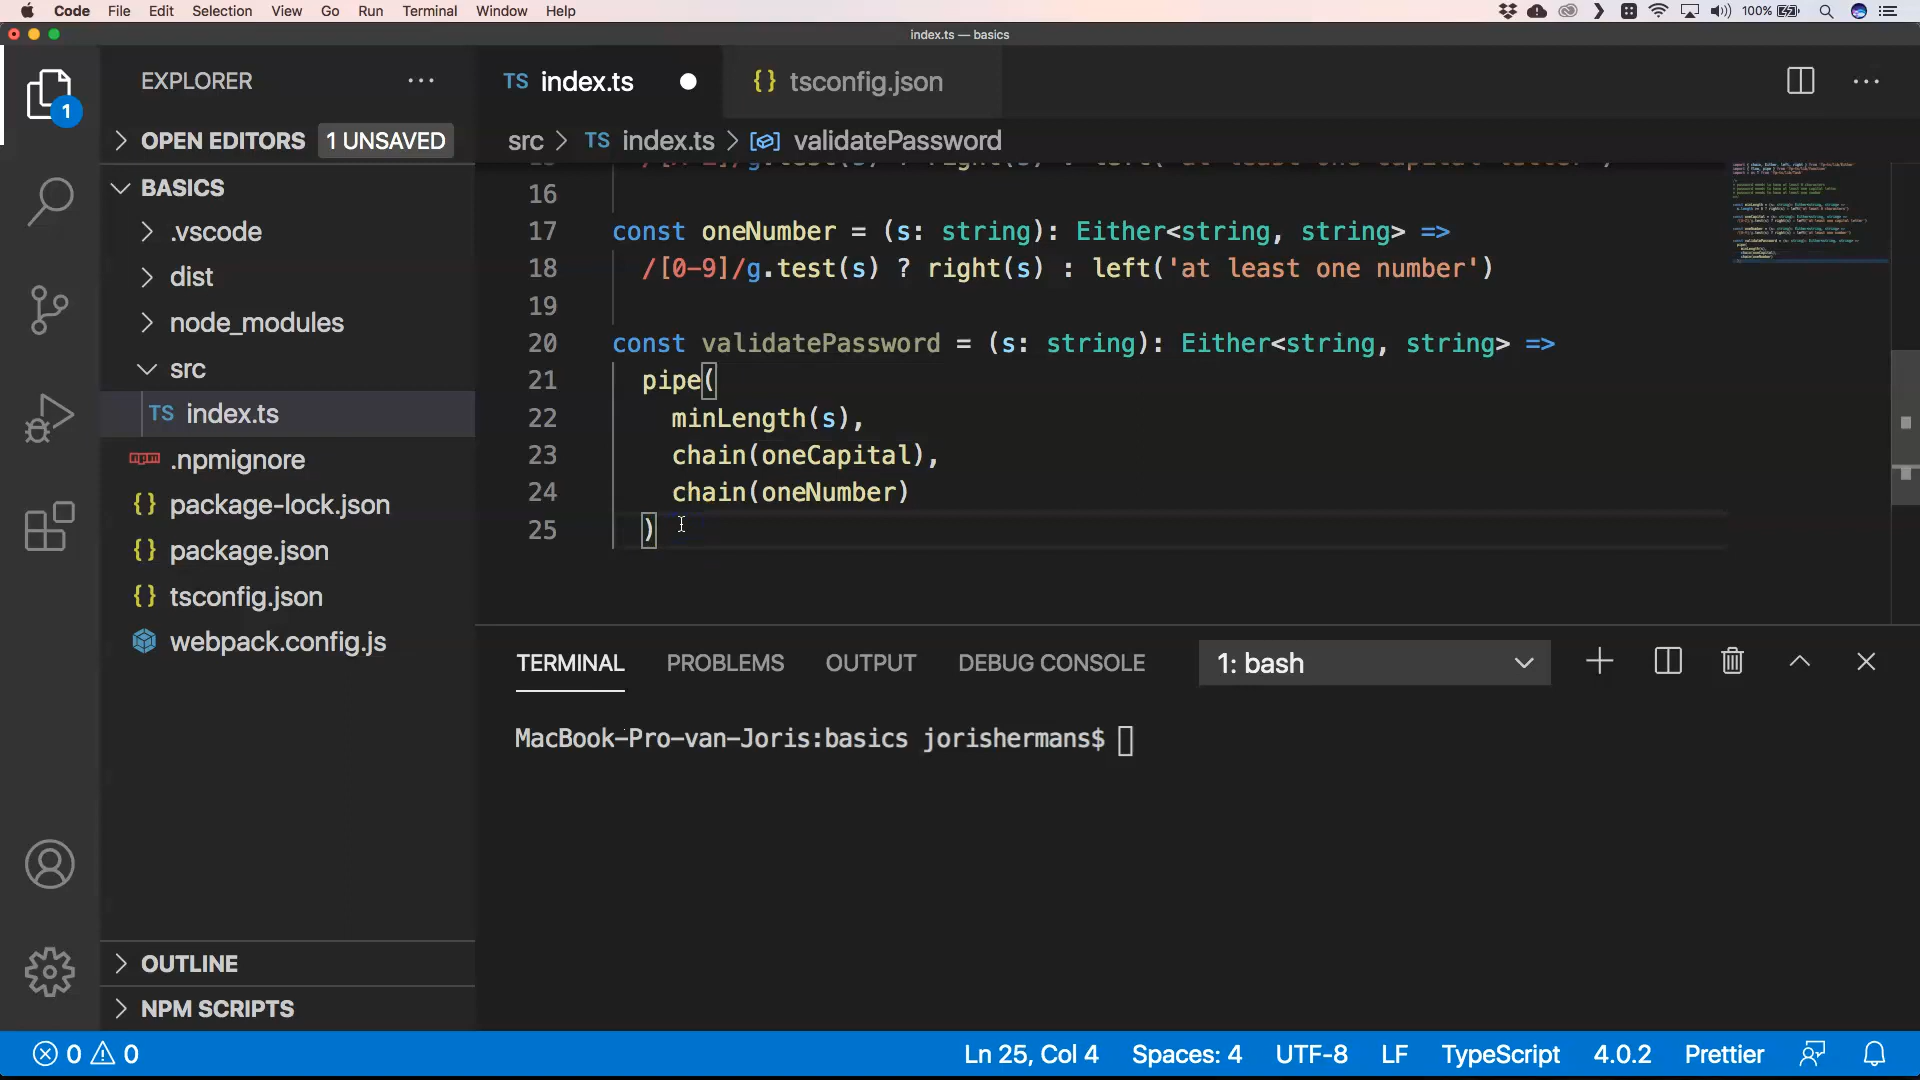 Code File Edit Selection View Go Run Terminal Window Help 100%
index.ts — basics
EXPLORER ···
TS index.ts
{} tsconfig.json
OPEN EDITORS 1 UNSAVED
src > TS index.ts > validatePassword
BASICS
.vscode
dist
node_modules
src
TS index.ts
npm .npmignore
{} package-lock.json
{} package.json
{} tsconfig.json
webpack.config.js
OUTLINE
NPM SCRIPTS
1
16
17 const oneNumber = (s: string): Either<string, string> =>
18 /[0-9]/g.test(s) ? right(s) : left('at least one number')
19
20 const validatePassword = (s: string): Either<string, string> =>
21 pipe(
22 minLength(s),
23 chain(oneCapital),
24 chain(oneNumber)
25 )
TERMINAL PROBLEMS OUTPUT DEBUG CONSOLE 1: bash
MacBook-Pro-van-Joris:basics jorishermans$
0 0 Ln 25, Col 4 Spaces: 4 UTF-8 LF TypeScript 4.0.2 Prettier